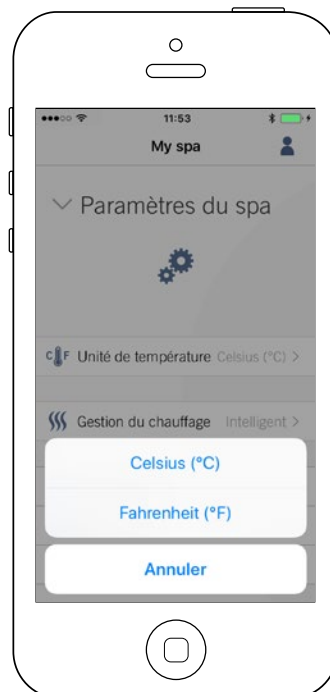 11:53
My spa
Paramètres du spa
C F Unité de température Celsius (°C) >
Gestion du chauffage Intelligent >
Celsius (°C)
Fahrenheit (°F)
Annuler